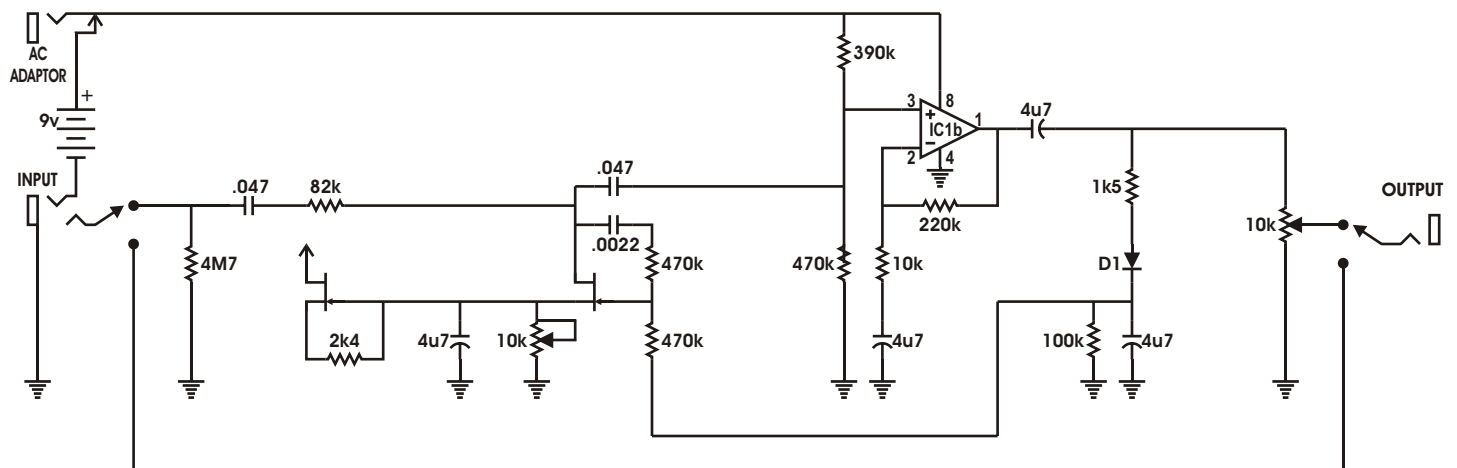 AC
ADAPTOR
+
9v
INPUT
.047
82k
4M7
2k4
4u7
10k
.047
.0022
470k
470k
390k
470k
3
8
+
IC1b
1
−
2
4
220k
10k
4u7
4u7
1k5
D1
100k
4u7
10k
OUTPUT